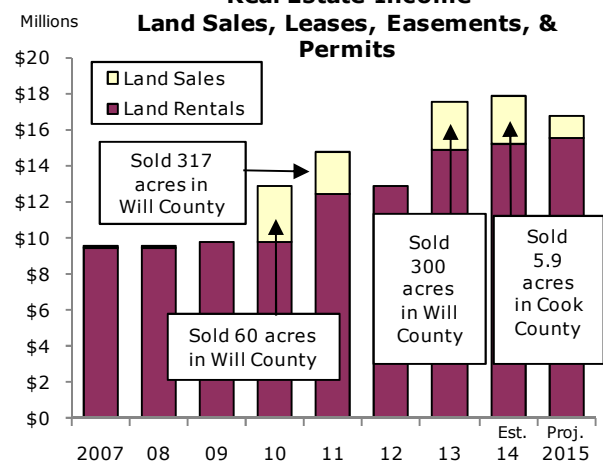 Real Estate Income
Millions
Land Sales, Leases, Easements, &
Permits
$20
$18
$16
$14
$12
$10
$8
$6
$4
$2
$0
Land Sales
Land Rentals
Sold 317
acres in
Will County
Sold 60 acres
in Will County
Sold
300
acres
in Will
County
Sold
5.9
acres
in Cook
County
Est. Proj.
2007 08 09 10 11 12 13 14 2015